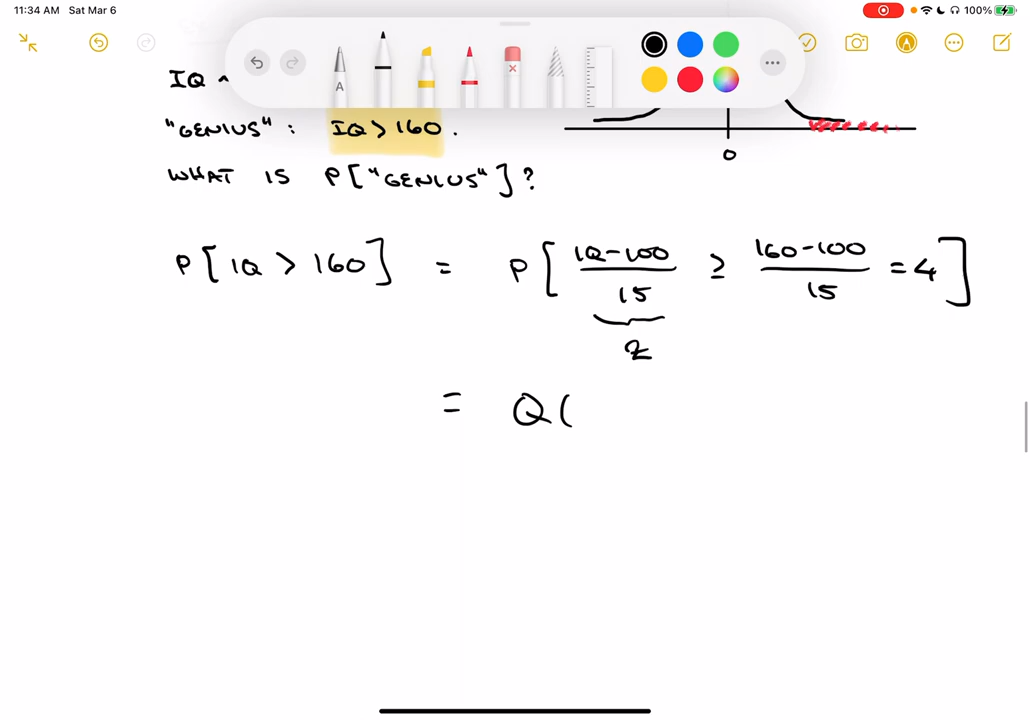 11:34 AM Sat Mar 6 100%
A
IQ ~
"GENIUS": IQ > 160.
0
WHAT IS P["GENIUS"]?
P[IQ > 160] = P[ IQ-100 / 15 ≥ 160-100 / 15 = 4 ]
Z
= Q(